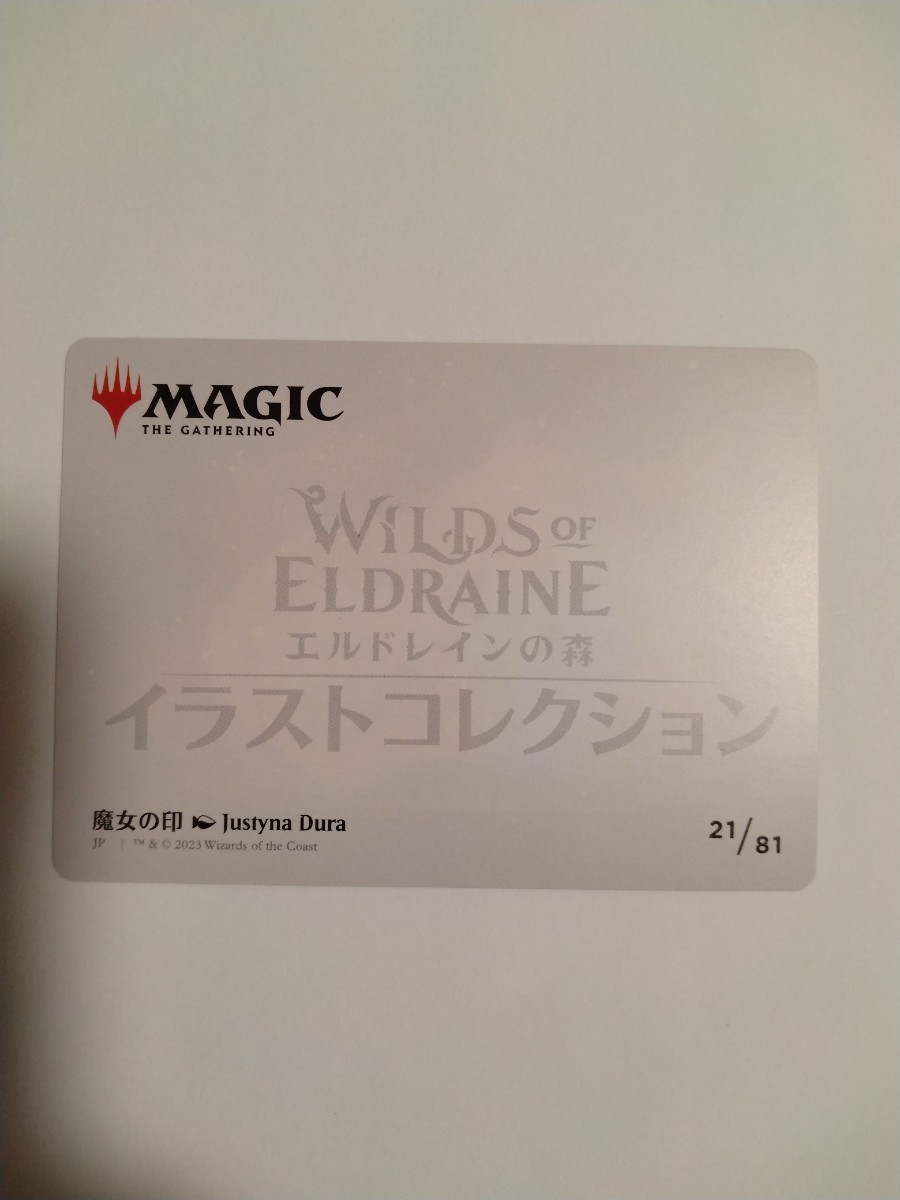 MAGIC
THE GATHERING
WILDS OF
ELDRAINE
エルドレインの森
イラストコレクション
魔女の印 Justyna Dura
JP | ™ & © 2023 Wizards of the Coast
21/81